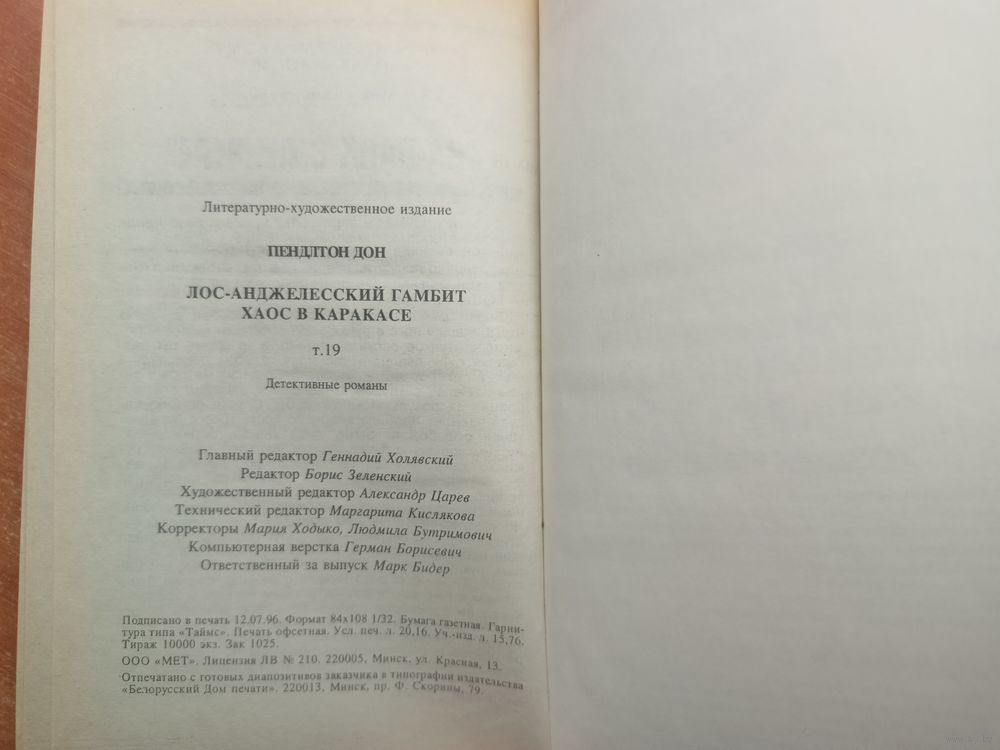 Литературно-художественное издание
ПЕНДЛТОН ДОН
ЛОС-АНДЖЕЛЕССКИЙ ГАМБИТ
ХАОС В КАРАКАСЕ
т.19
Детективные романы
Главный редактор Геннадий Холявский
Редактор Борис Зеленский
Художественный редактор Александр Царев
Технический редактор Маргарита Кислякова
Корректоры Мария Ходыко, Людмила Бутримович
Компьютерная верстка Герман Борисевич
Ответственный за выпуск Марк Бидер
Подписано в печать 12.07.96. Формат 84x108 1/32. Бумага газетная. Гарни-
тура типа «Таймс». Печать офсетная. Усл. печ. л. 20,16. Уч.-изд. л. 15,76.
Тираж 10000 экз. Зак 1025.
ООО «МЕТ». Лицензия ЛВ № 210. 220005, Минск, ул. Красная, 13.
Отпечатано с готовых диапозитивов заказчика в типографии издательства
«Белорусский Дом печати». 220013, Минск, пр. Ф. Скорины, 79.